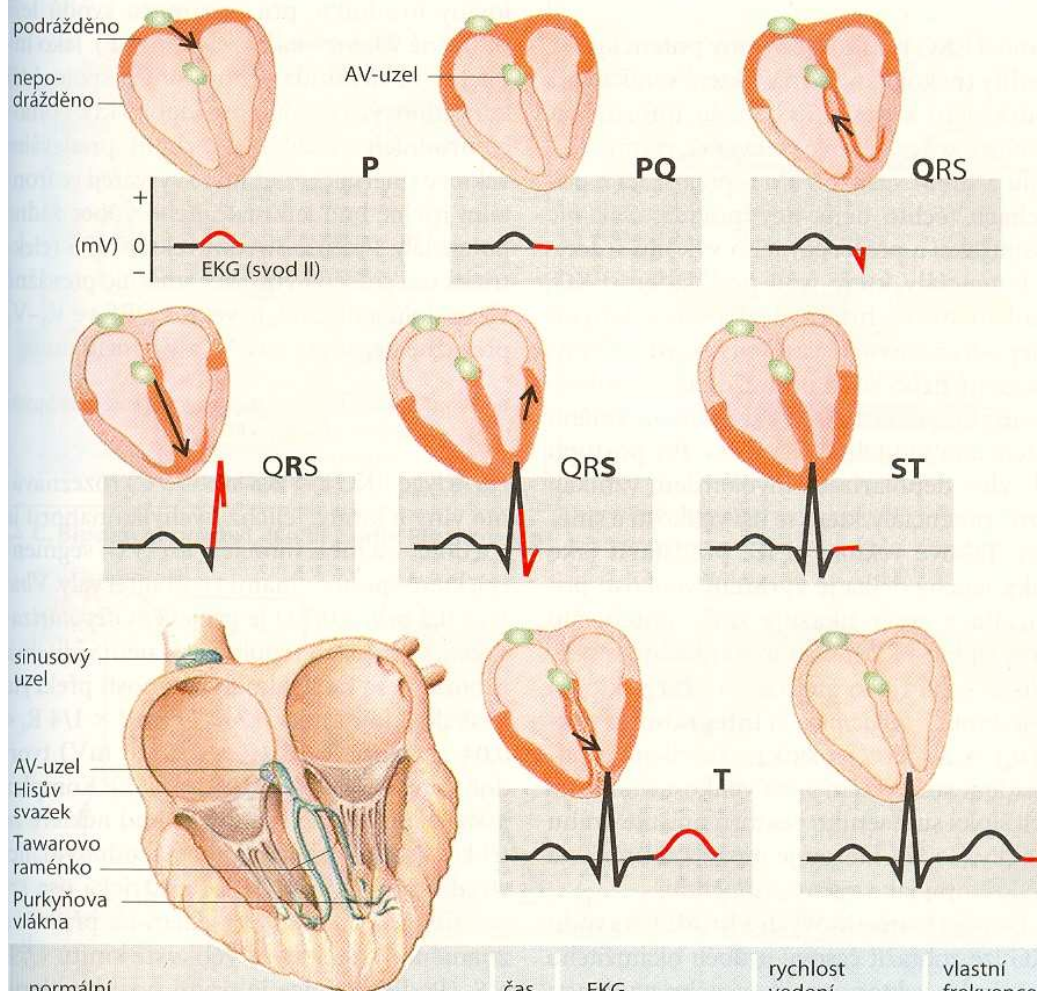 podrážděno
nepo-
drážděno
AV-uzel
P
PQ
QRS
+
(mV) 0
−
EKG (svod II)
QRS
QRS
ST
sinusový
uzel
AV-uzel
Hisův
svazek
Tawarovo
raménko
Purkyňova
vlákna
T
normální
čas
EKG
rychlost
vedení
vlastní
frekvence